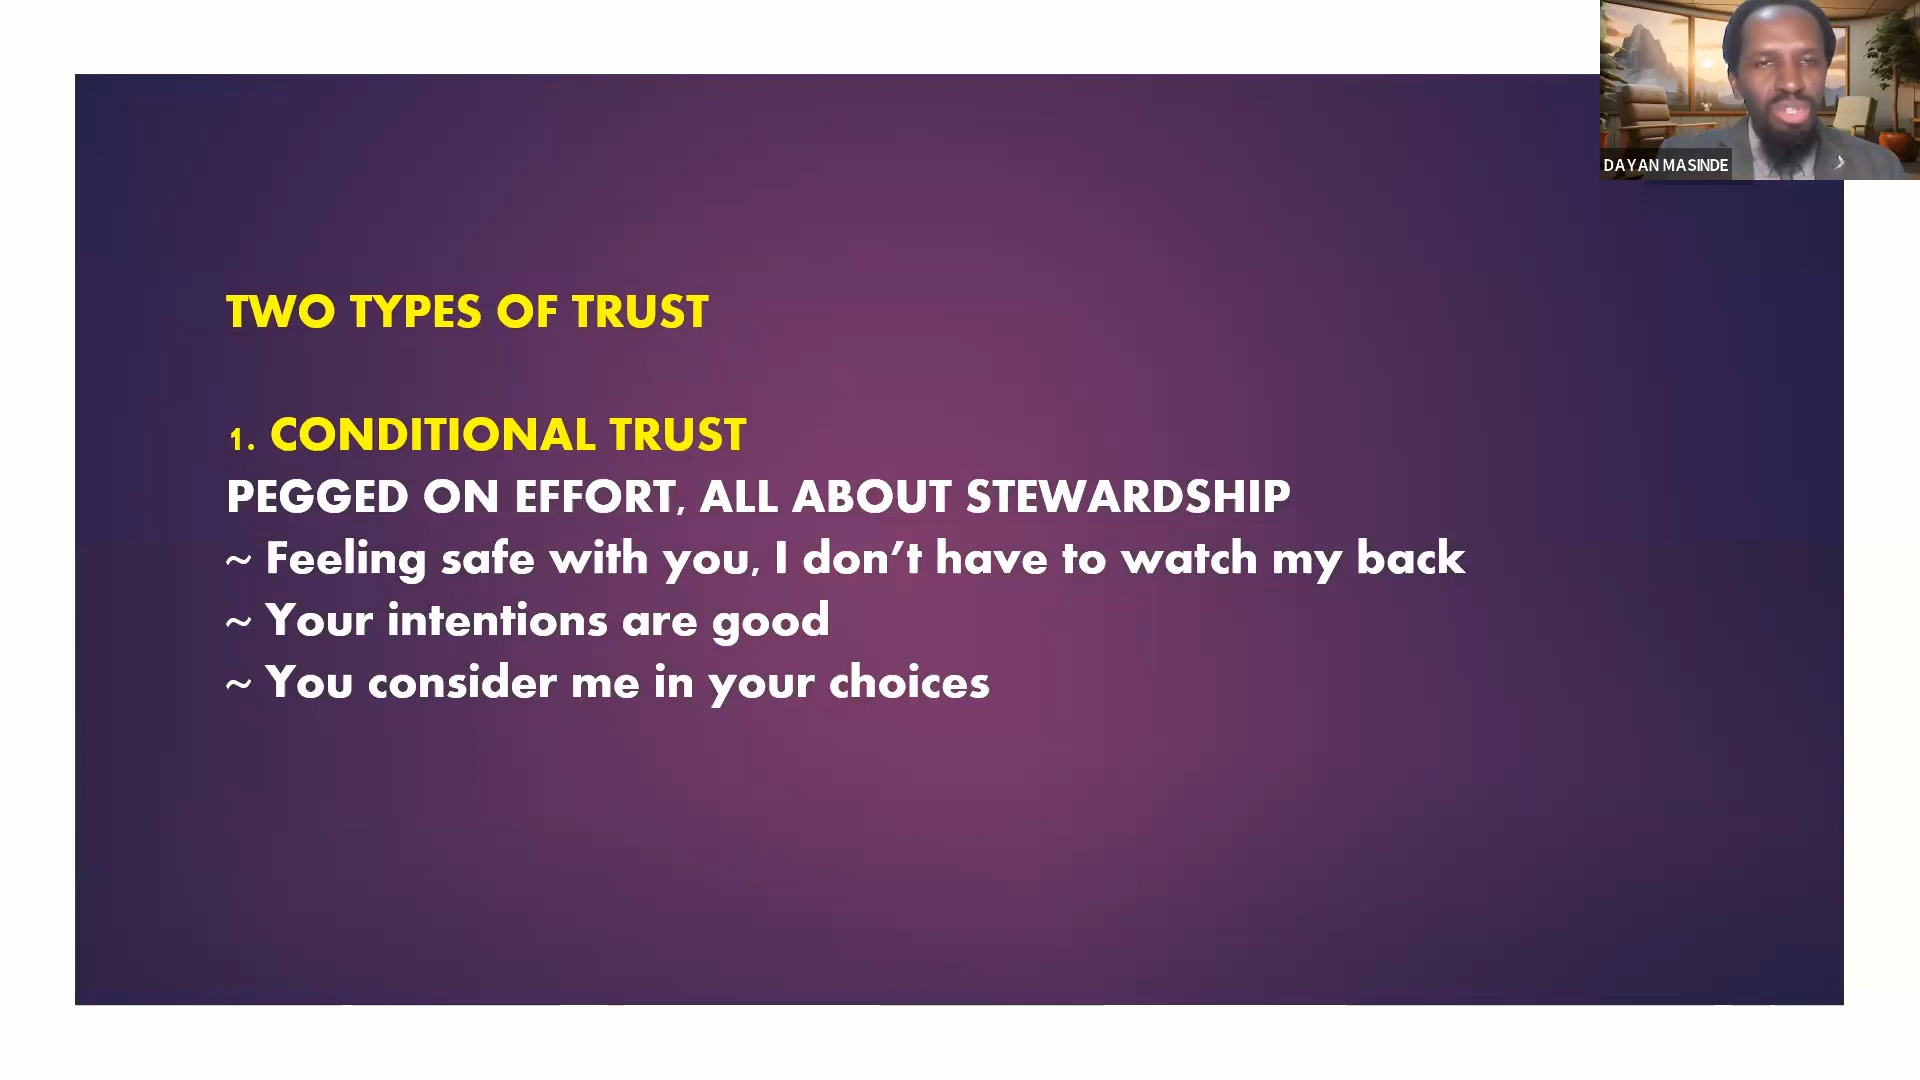 DAYAN MASINDE
TWO TYPES OF TRUST
1. CONDITIONAL TRUST
PEGGED ON EFFORT, ALL ABOUT STEWARDSHIP
~ Feeling safe with you, I don’t have to watch my back
~ Your intentions are good
~ You consider me in your choices